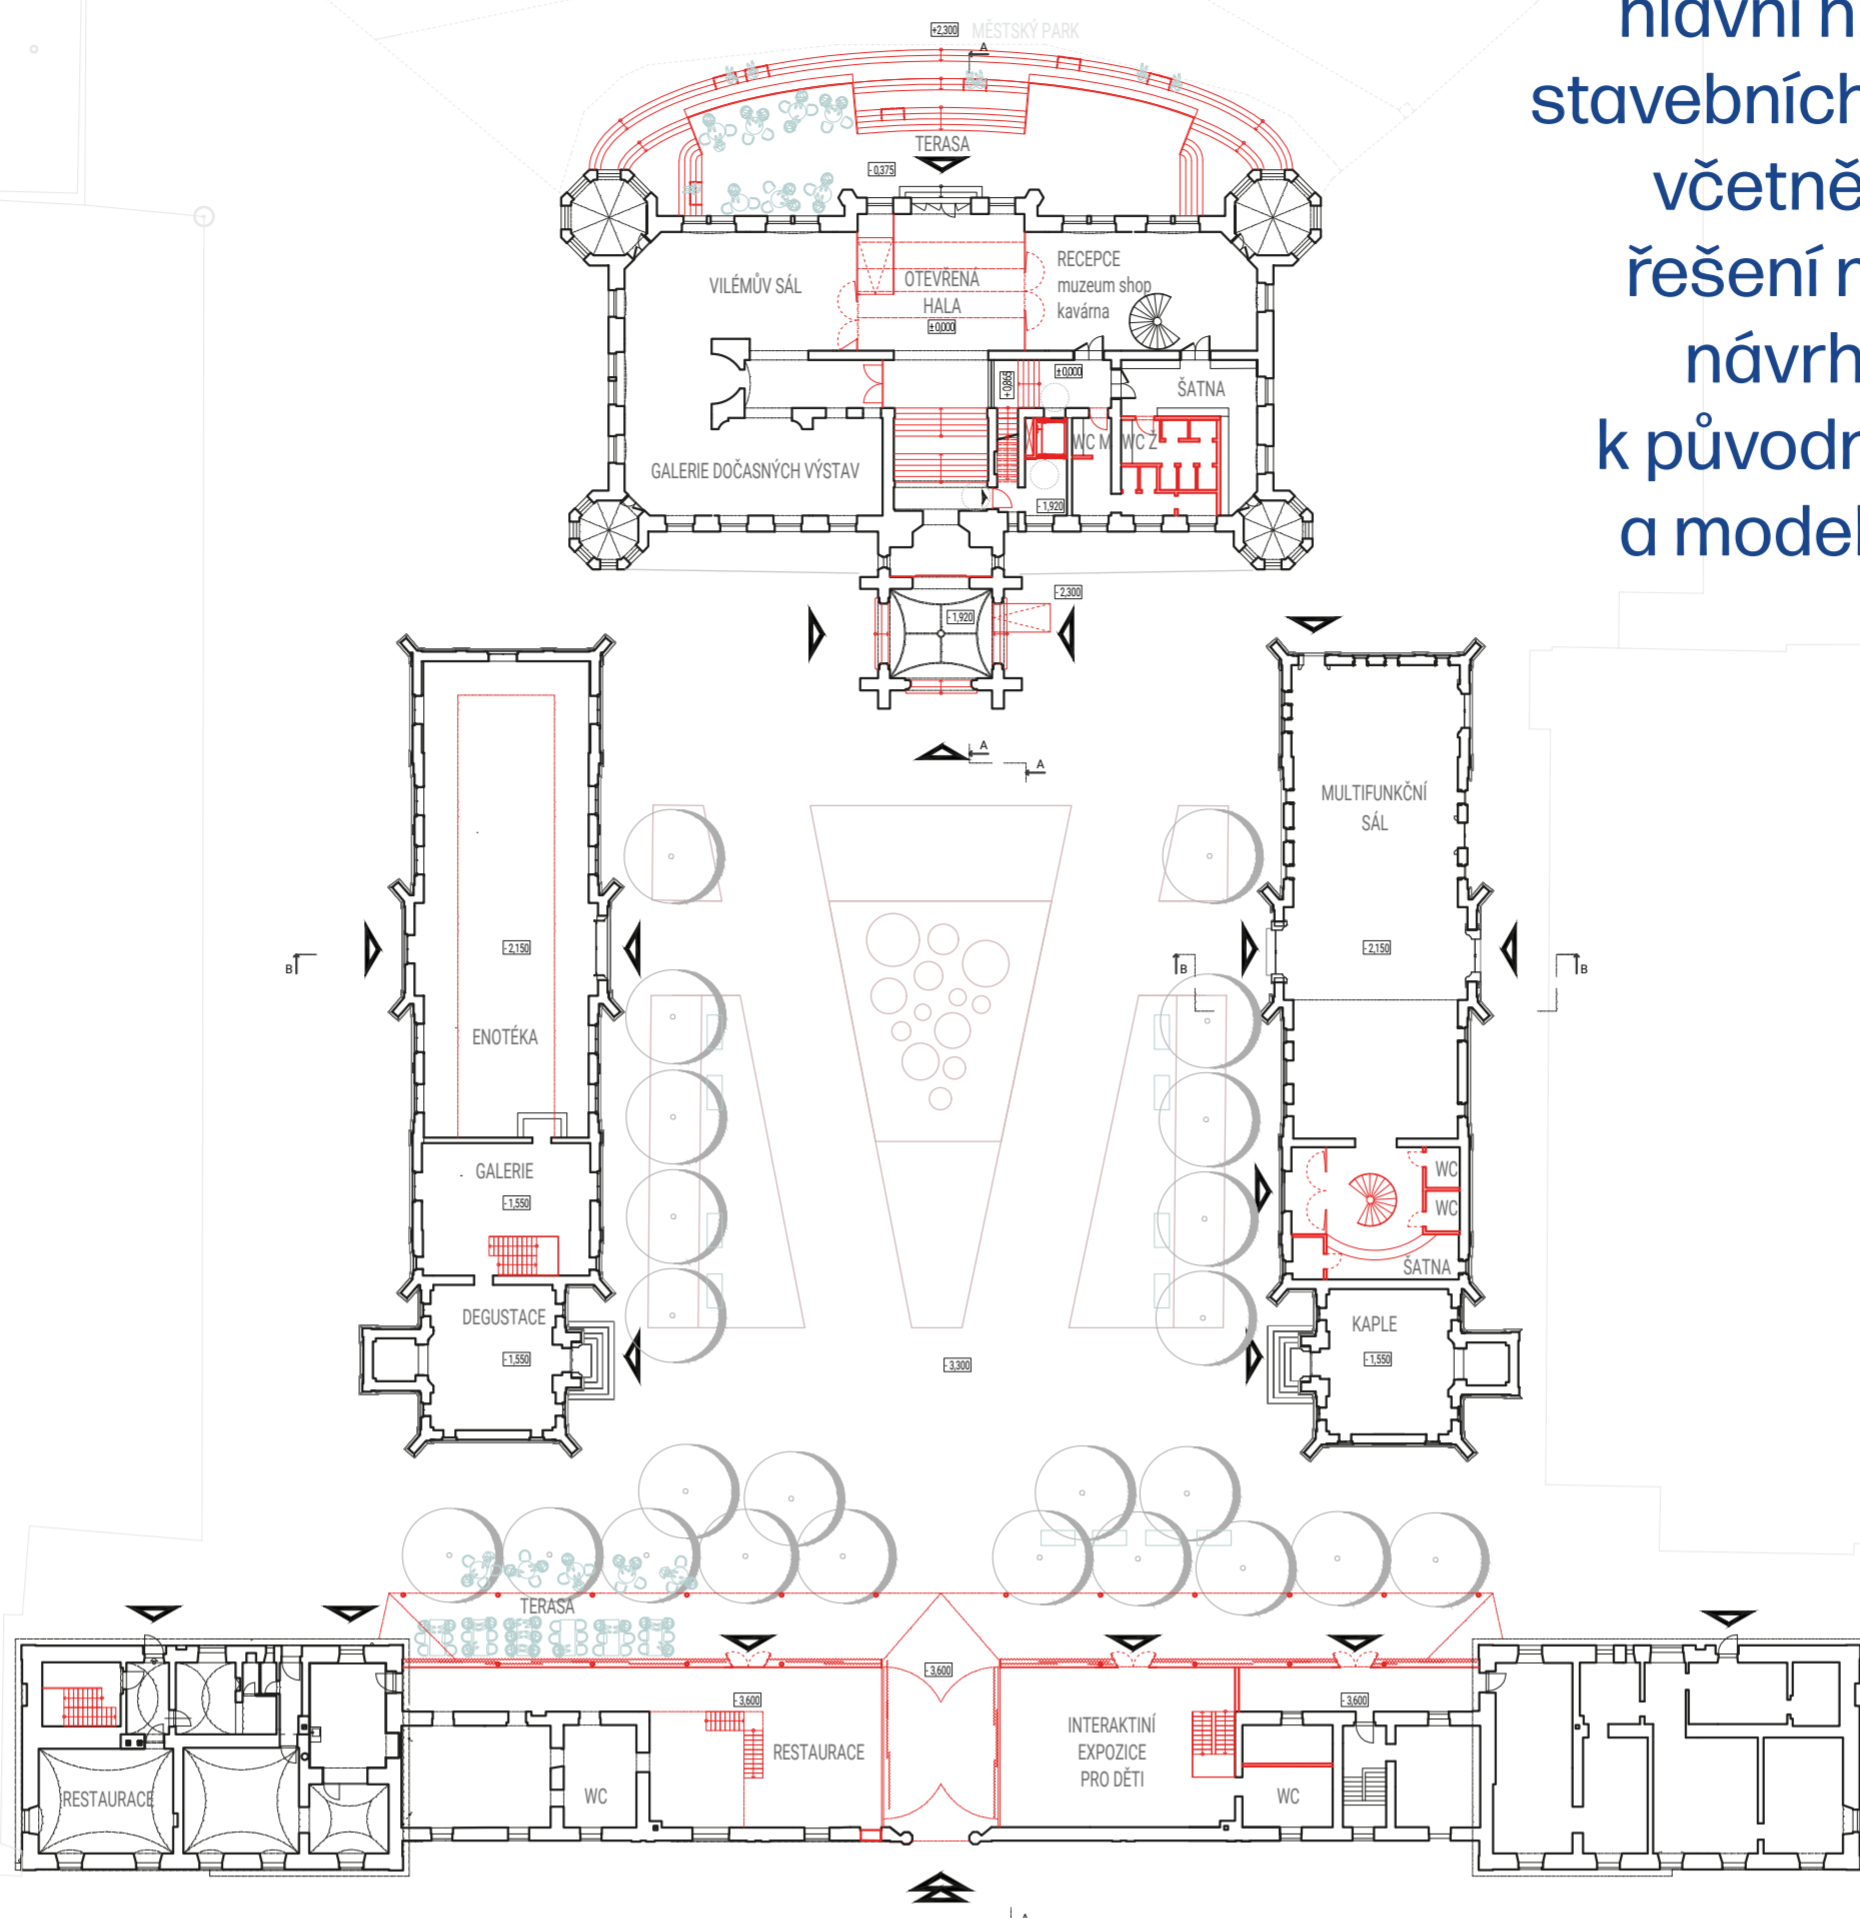 hlavní
stavebních
včetně
řešení
návrh
k původn
a model
+2,300 MĚSTSKÝ PARK
A
TERASA
- 0,375
VILÉMŮV SÁL
OTEVŘENÁ
HALA
±0,000
RECEPCE
muzeum shop
kavárna
+0,865
±0,000
ŠATNA
WC M
WC Ž
GALERIE DOČASNÝCH VÝSTAV
- 1,920
- 2,300
- 1,920
A
A
MULTIFUNKČNÍ
SÁL
- 2,150
- 2,150
B
B
B
ENOTÉKA
GALERIE
- 1,550
WC
WC
ŠATNA
DEGUSTACE
- 1,550
KAPLE
- 1,550
- 3,300
TERASA
- 3,600
- 3,600
- 3,600
RESTAURACE
INTERAKTINÍ
EXPOZICE
PRO DĚTI
RESTAURACE
WC
WC